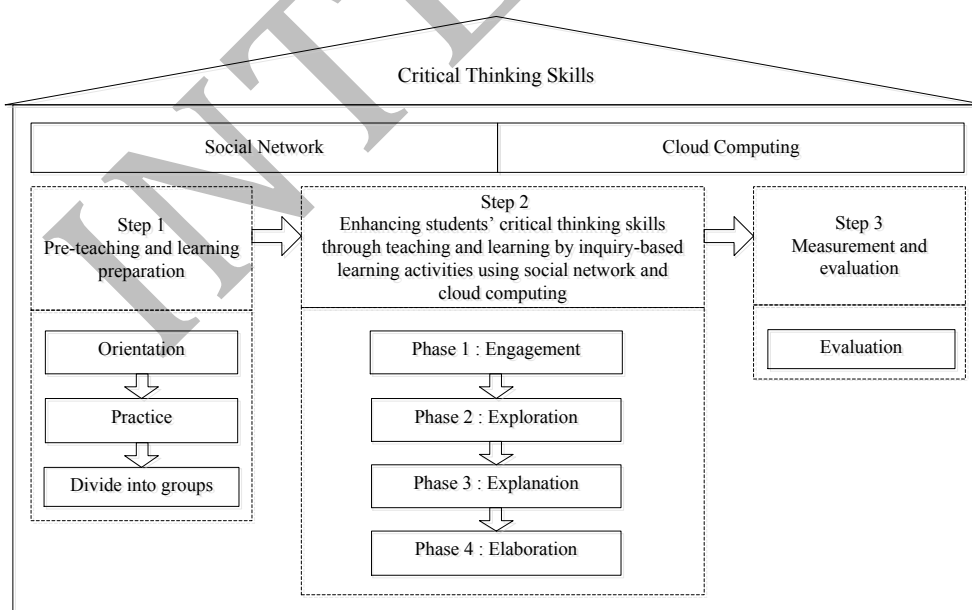 Critical Thinking Skills
Social Network
Cloud Computing
Step 1
Pre-teaching and learning
preparation
Orientation
Practice
Divide into groups
Step 2
Enhancing students’ critical thinking skills
through teaching and learning by inquiry-based
learning activities using social network and
cloud computing
Phase 1 : Engagement
Phase 2 : Exploration
Phase 3 : Explanation
Phase 4 : Elaboration
Step 3
Measurement and
evaluation
Evaluation